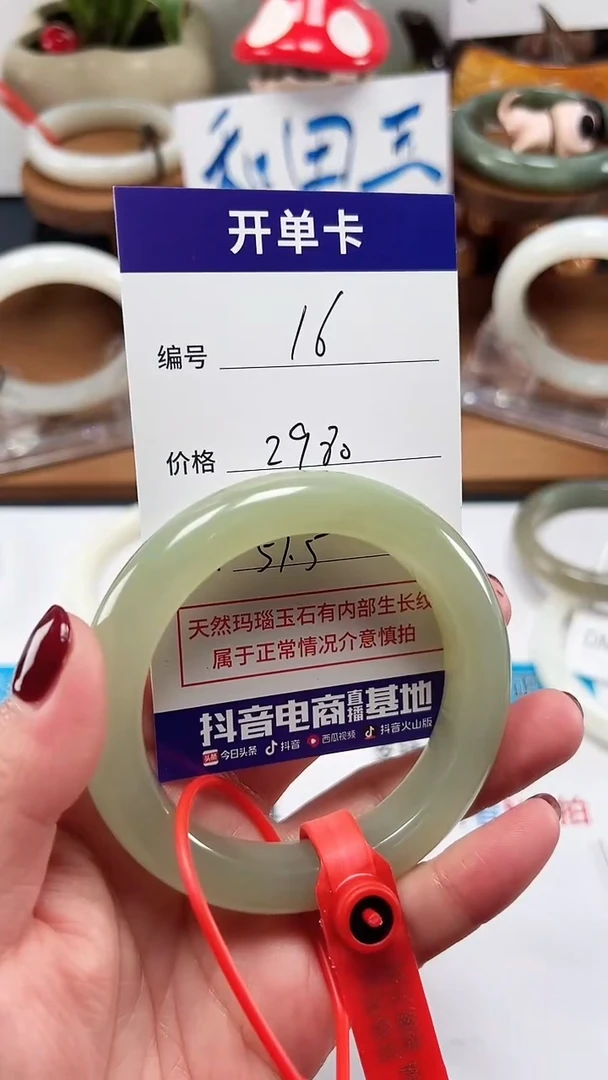 和田玉
开单卡
编号 16
价格 2980
51.5
天然玛瑙玉石有内部生长纹
属于正常情况介意慎拍
抖音电商直播基地
头条 今日头条 抖音 西瓜视频 抖音火山版
拍